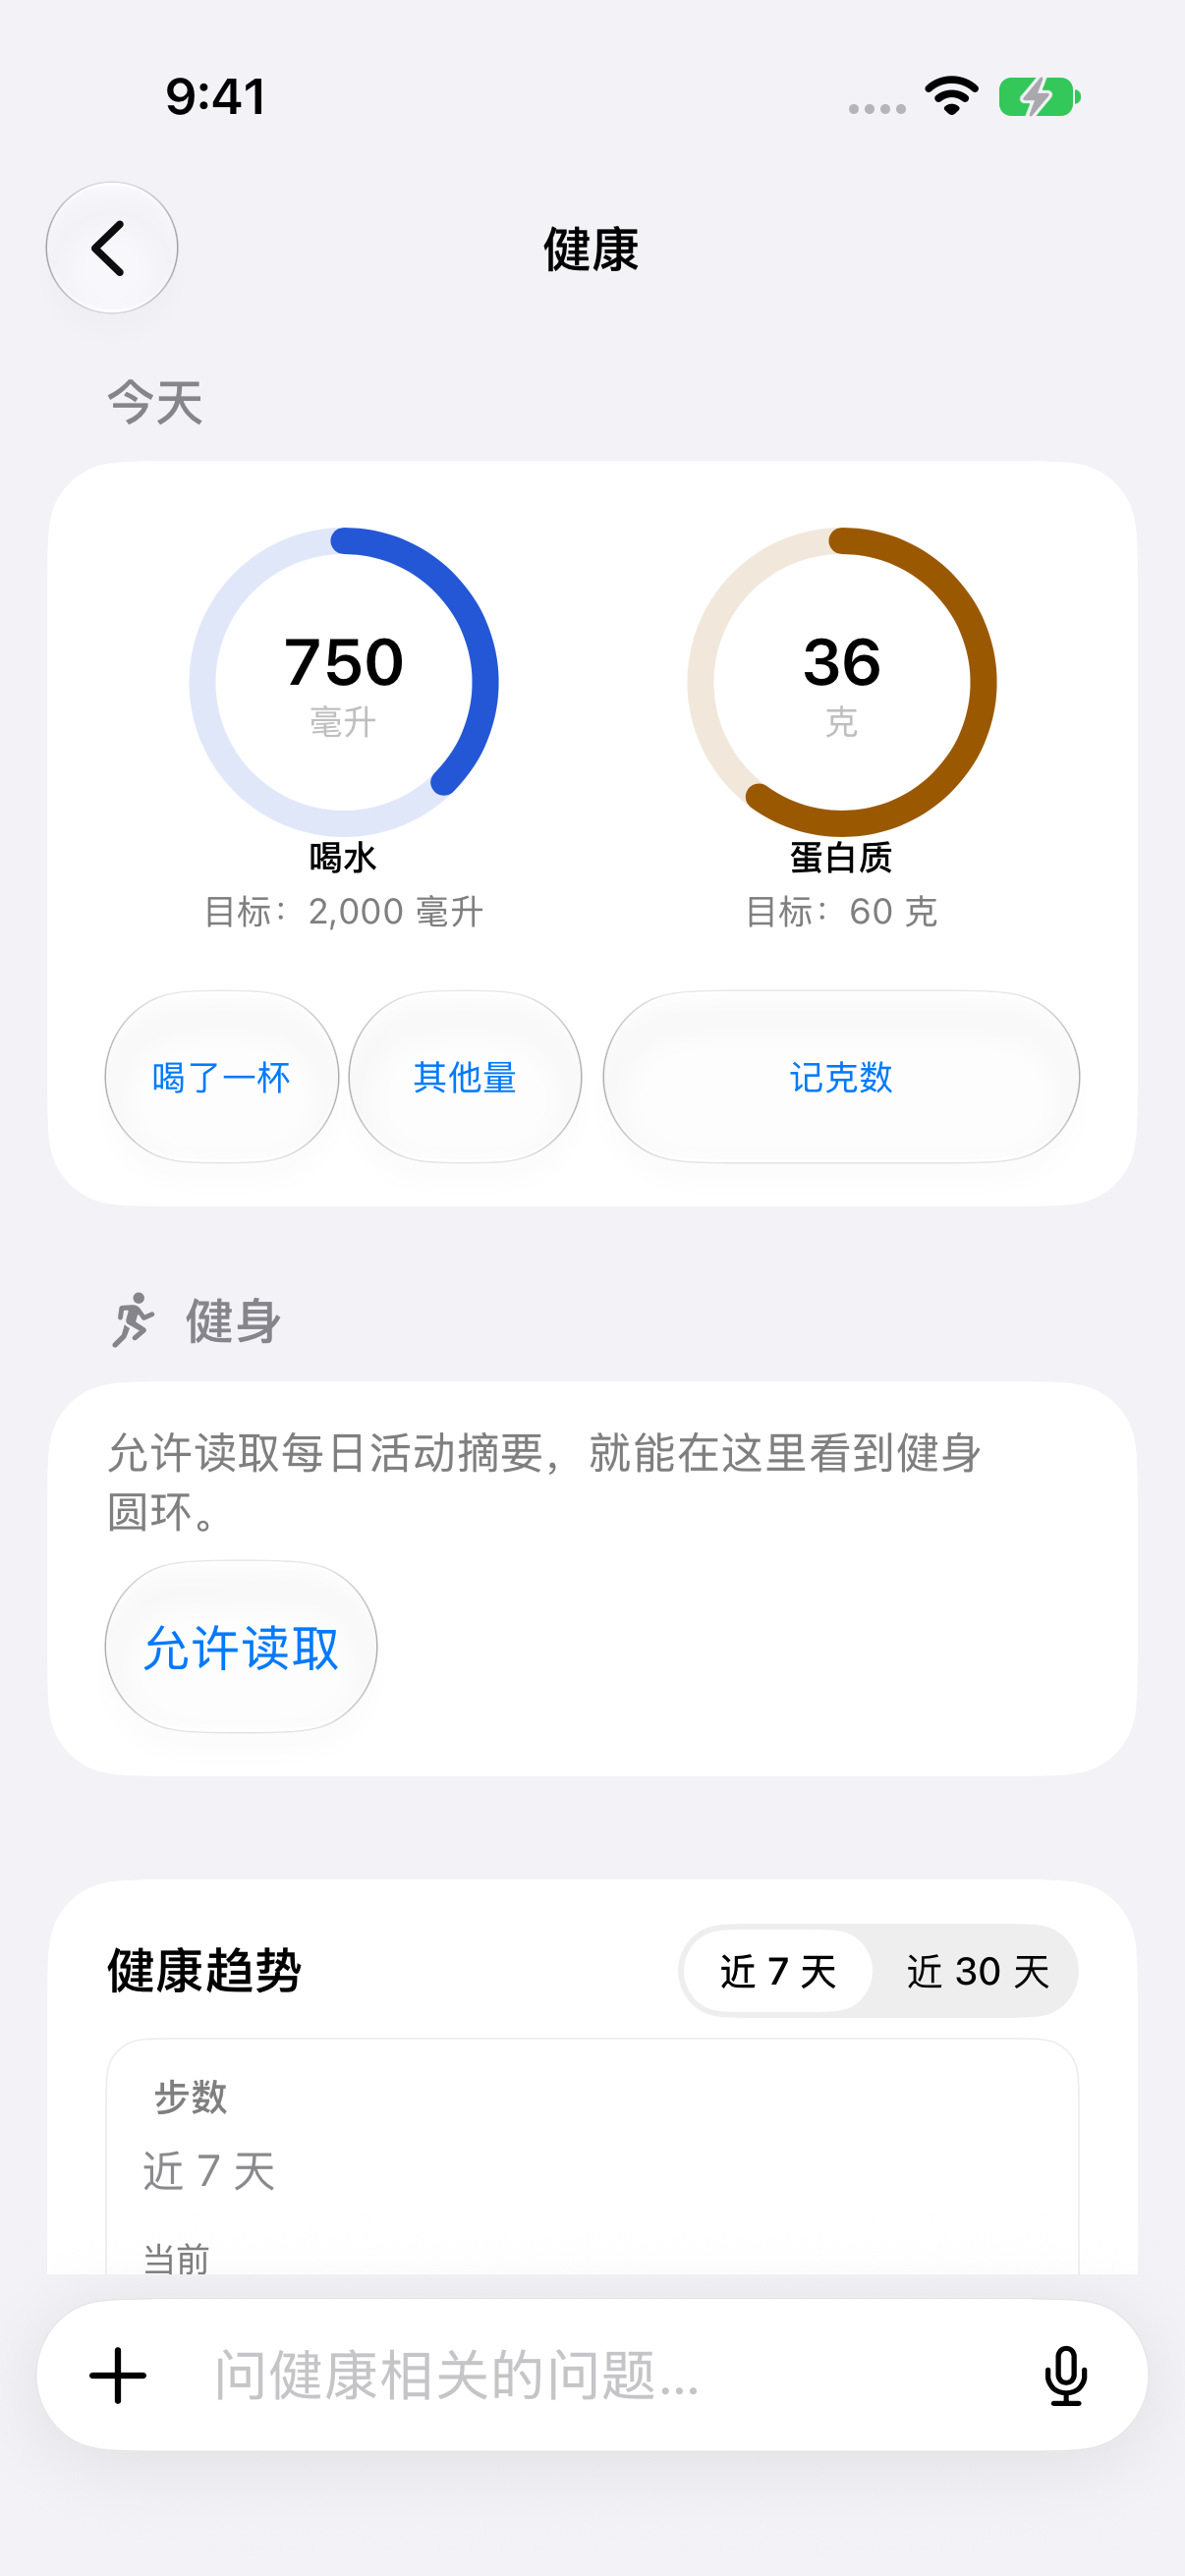 9:41
健康
今天
750
毫升
36
克
喝水
蛋白质
目标：2,000 毫升
目标：60 克
喝了一杯
其他量
记克数
健身
允许读取每日活动摘要，就能在这里看到健身
圆环。
允许读取
健康趋势
近 7 天
近 30 天
步数
近 7 天
当前
问健康相关的问题...